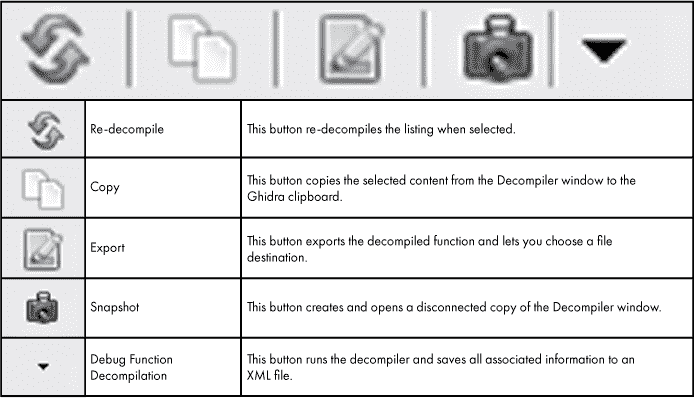 Re-decompile
This button re-decompiles the listing when selected.
Copy
This button copies the selected content from the Decompiler window to the
Ghidra clipboard.
Export
This button exports the decompiled function and lets you choose a file
destination.
Snapshot
This button creates and opens a disconnected copy of the Decompiler window.
Debug Function
Decompilation
This button runs the decompiler and saves all associated information to an
XML file.